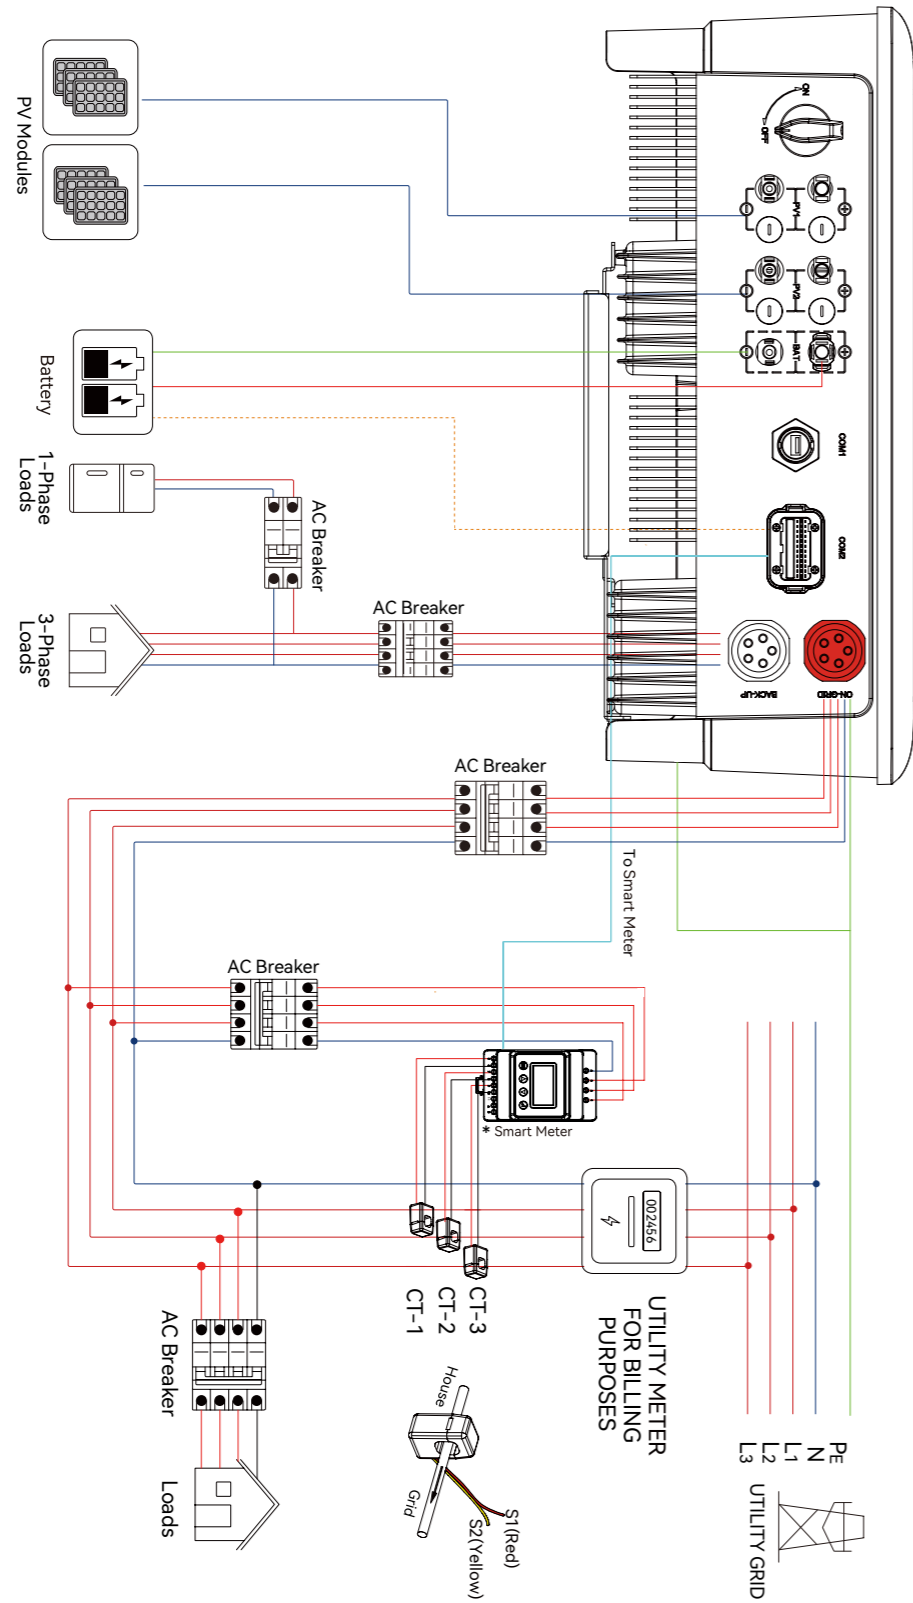 ON
OFF
PV1
PV2
BAT
COM1
COM2
BACK-UP
ON-GRID
PV Modules
Battery
1-Phase
Loads
3-Phase
Loads
AC Breaker
AC Breaker
AC Breaker
To Smart Meter
AC Breaker
* Smart Meter
002456
UTILITY METER
FOR BILLING
PURPOSES
CT-1
CT-2
CT-3
PE
N
L1
L2
L3
UTILITY GRID
AC Breaker
Loads
House
Grid
S1(Red)
S2(Yellow)